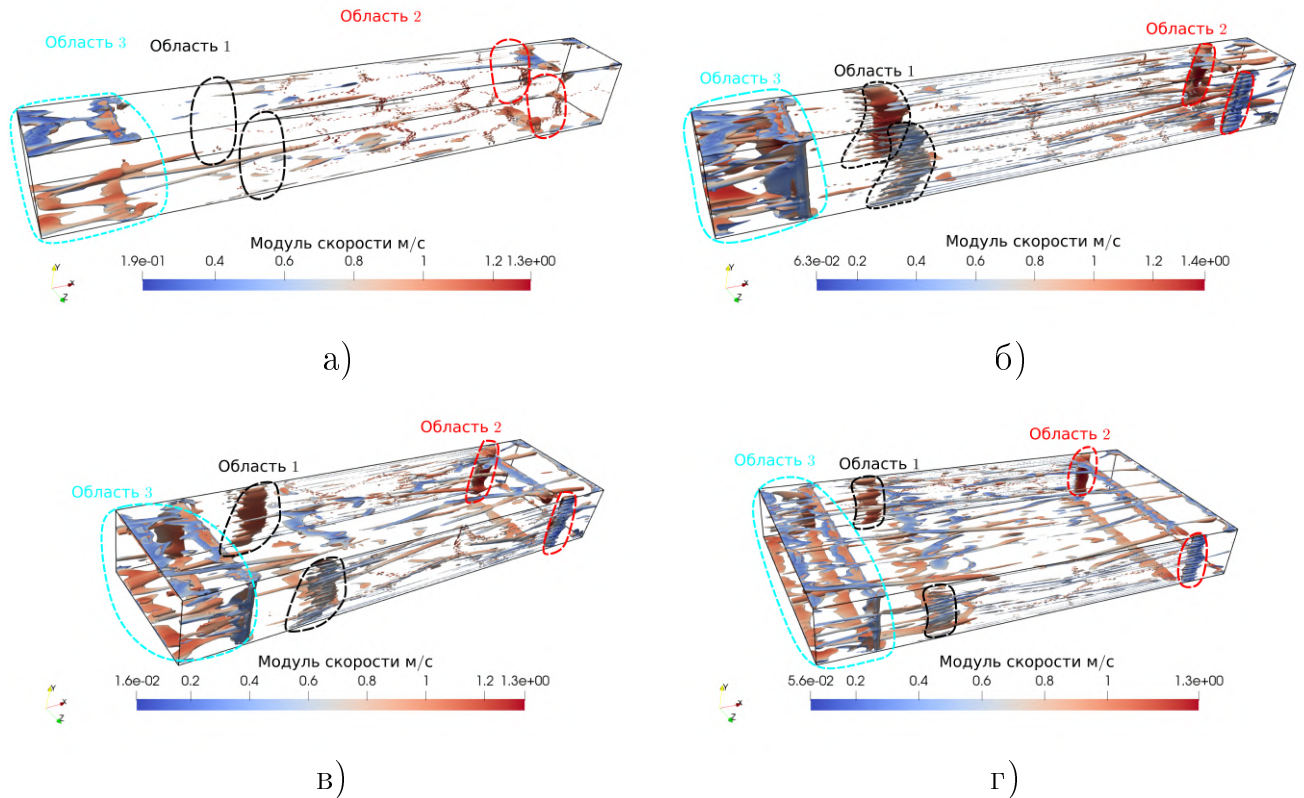 Область 2
Область 3
Область 1
Модуль скорости м/с
1.9e-01 0.4 0.6 0.8 1 1.2 1.3e+00
Y
X
Z
а)
Область 2
Область 1
Область 3
Модуль скорости м/с
6.3e-02 0.2 0.4 0.6 0.8 1 1.2 1.4e+00
Y
X
Z
б)
Область 2
Область 1
Область 3
Модуль скорости м/с
1.6e-02 0.2 0.4 0.6 0.8 1 1.2 1.3e+00
Y
X
Z
в)
Область 2
Область 3
Область 1
Модуль скорости м/с
5.6e-02 0.2 0.4 0.6 0.8 1 1.3e+00
Y
X
Z
г)